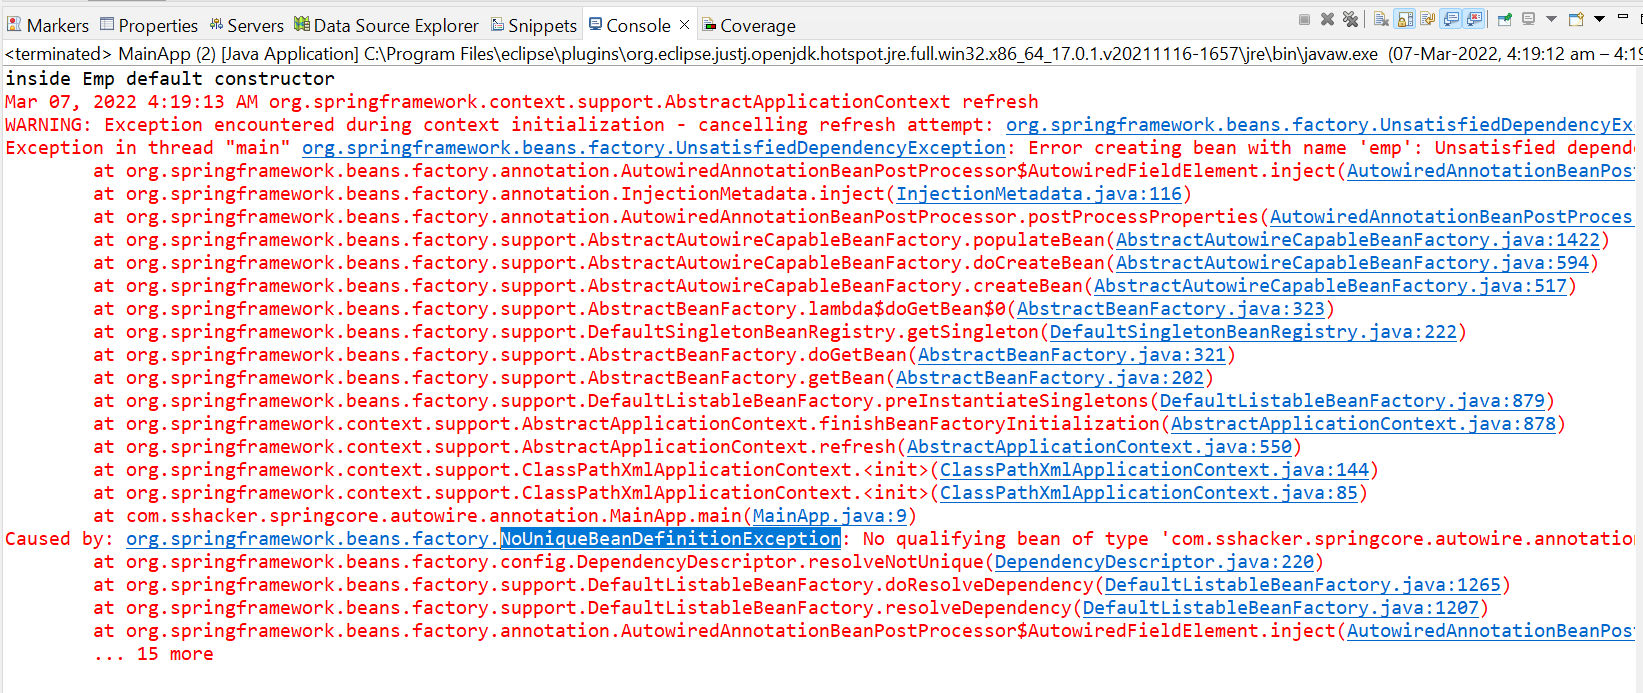 Markers Properties Servers Data Source Explorer Snippets Console Coverage
<terminated> MainApp (2) [Java Application] C:\Program Files\eclipse\plugins\org.eclipse.justj.openjdk.hotspot.jre.full.win32.x86_64_17.0.1.v20211116-1657\jre\bin\javaw.exe (07-Mar-2022, 4:19:12 am – 4:19
inside Emp default constructor
Mar 07, 2022 4:19:13 AM org.springframework.context.support.AbstractApplicationContext refresh
WARNING: Exception encountered during context initialization - cancelling refresh attempt: org.springframework.beans.factory.UnsatisfiedDependencyEx
Exception in thread "main" org.springframework.beans.factory.UnsatisfiedDependencyException: Error creating bean with name 'emp': Unsatisfied depend
at org.springframework.beans.factory.annotation.AutowiredAnnotationBeanPostProcessor$AutowiredFieldElement.inject(AutowiredAnnotationBeanPost
at org.springframework.beans.factory.annotation.InjectionMetadata.inject(InjectionMetadata.java:116)
at org.springframework.beans.factory.annotation.AutowiredAnnotationBeanPostProcessor.postProcessProperties(AutowiredAnnotationBeanPostProces
at org.springframework.beans.factory.support.AbstractAutowireCapableBeanFactory.populateBean(AbstractAutowireCapableBeanFactory.java:1422)
at org.springframework.beans.factory.support.AbstractAutowireCapableBeanFactory.doCreateBean(AbstractAutowireCapableBeanFactory.java:594)
at org.springframework.beans.factory.support.AbstractAutowireCapableBeanFactory.createBean(AbstractAutowireCapableBeanFactory.java:517)
at org.springframework.beans.factory.support.AbstractBeanFactory.lambda$doGetBean$0(AbstractBeanFactory.java:323)
at org.springframework.beans.factory.support.DefaultSingletonBeanRegistry.getSingleton(DefaultSingletonBeanRegistry.java:222)
at org.springframework.beans.factory.support.AbstractBeanFactory.doGetBean(AbstractBeanFactory.java:321)
at org.springframework.beans.factory.support.AbstractBeanFactory.getBean(AbstractBeanFactory.java:202)
at org.springframework.beans.factory.support.DefaultListableBeanFactory.preInstantiateSingletons(DefaultListableBeanFactory.java:879)
at org.springframework.context.support.AbstractApplicationContext.finishBeanFactoryInitialization(AbstractApplicationContext.java:878)
at org.springframework.context.support.AbstractApplicationContext.refresh(AbstractApplicationContext.java:550)
at org.springframework.context.support.ClassPathXmlApplicationContext.<init>(ClassPathXmlApplicationContext.java:144)
at org.springframework.context.support.ClassPathXmlApplicationContext.<init>(ClassPathXmlApplicationContext.java:85)
at com.sshacker.springcore.autowire.annotation.MainApp.main(MainApp.java:9)
Caused by: org.springframework.beans.factory.NoUniqueBeanDefinitionException: No qualifying bean of type 'com.sshacker.springcore.autowire.annotation
at org.springframework.beans.factory.config.DependencyDescriptor.resolveNotUnique(DependencyDescriptor.java:220)
at org.springframework.beans.factory.support.DefaultListableBeanFactory.doResolveDependency(DefaultListableBeanFactory.java:1265)
at org.springframework.beans.factory.support.DefaultListableBeanFactory.resolveDependency(DefaultListableBeanFactory.java:1207)
at org.springframework.beans.factory.annotation.AutowiredAnnotationBeanPostProcessor$AutowiredFieldElement.inject(AutowiredAnnotationBeanPost
... 15 more